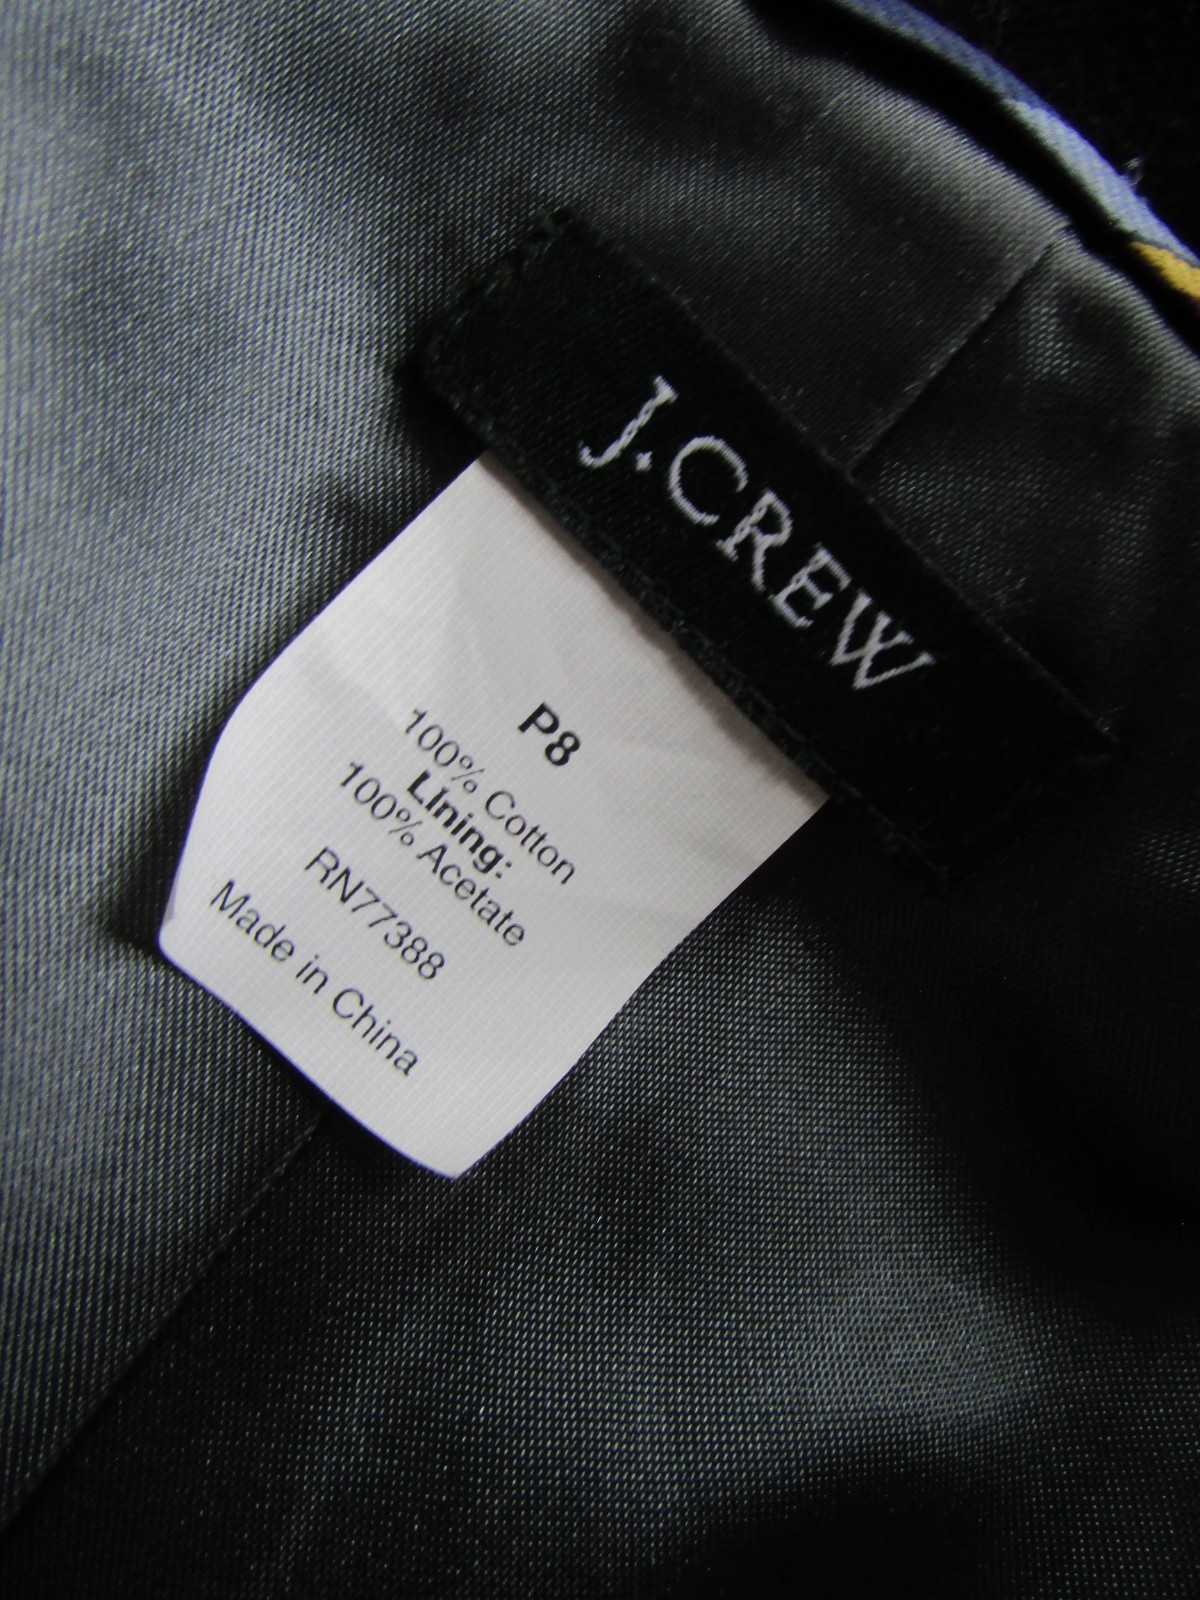 J.CREW
P8
100% Cotton
LIning:
100% Acetate
RN77388
Made in China